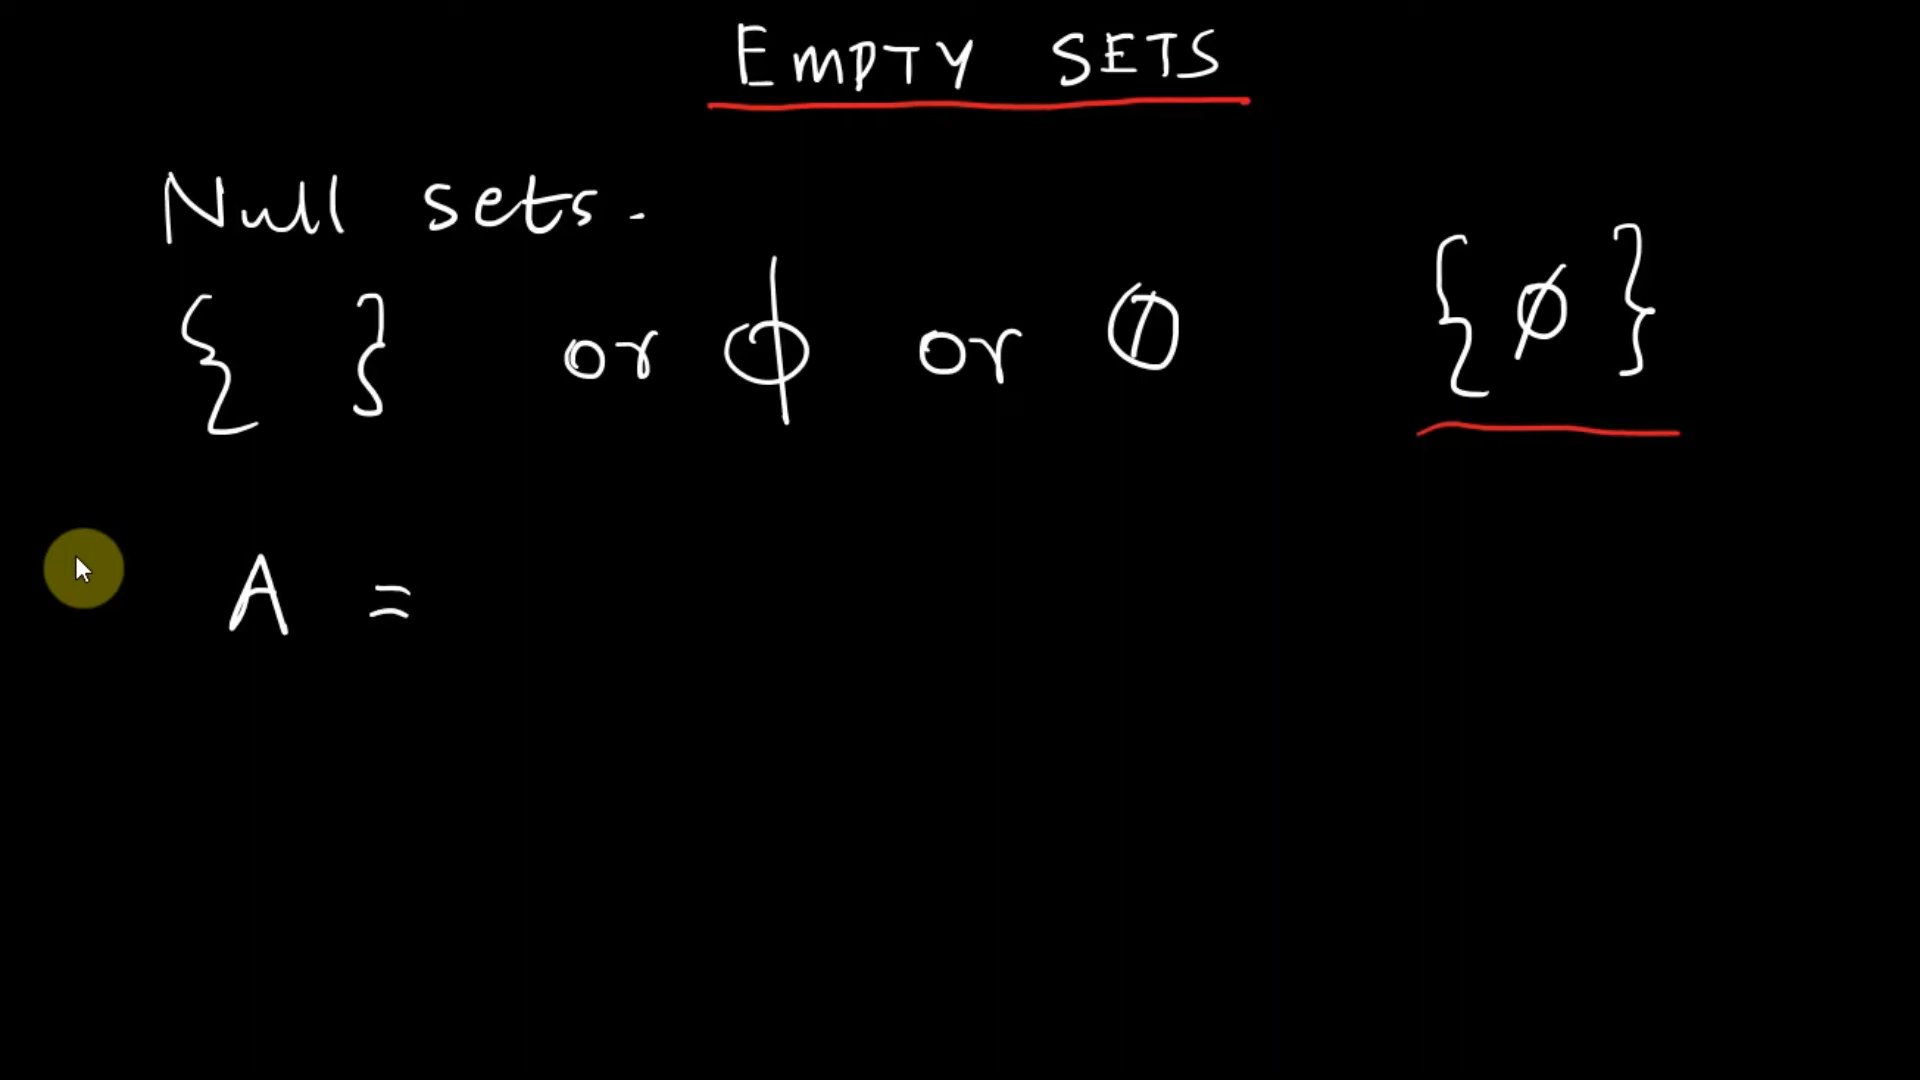 EMPTY SETS
Null sets.
{ } or ϕ or ∅ {∅}
A =